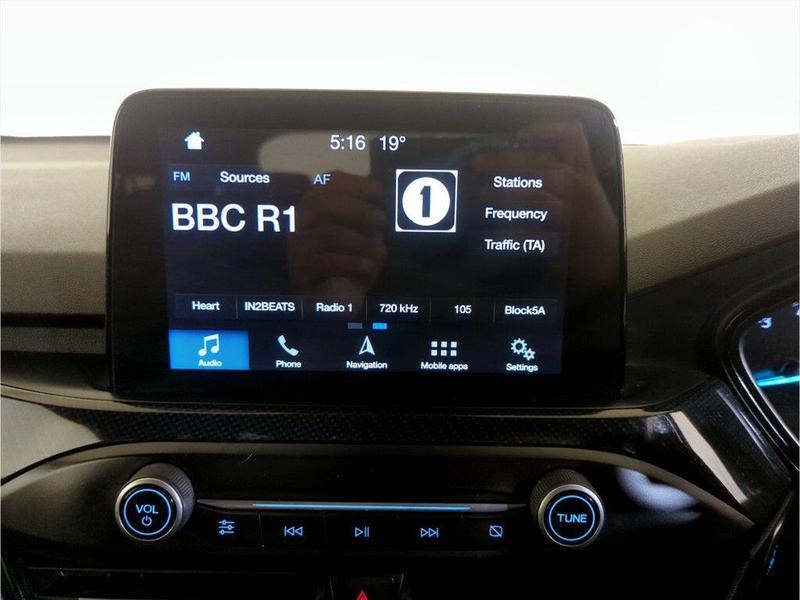 5:16 19°
FM Sources AF
1
Stations
BBC R1
Frequency
Traffic (TA)
Heart IN2BEATS Radio 1 720 kHz 105 Block5A
Audio Phone Navigation Mobile apps Settings
VOL
TUNE